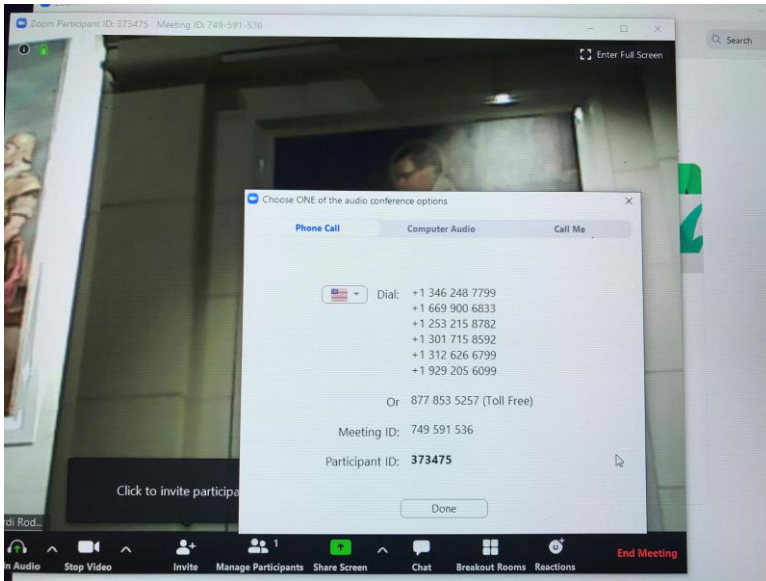 Zoom Participant ID: 373475 Meeting ID: 749-591-536
Search
Enter Full Screen
Choose ONE of the audio conference options
Phone Call
Computer Audio
Call Me
Dial: +1 346 248 7799
+1 669 900 6833
+1 253 215 8782
+1 301 715 8592
+1 312 626 6799
+1 929 205 6099
Or 877 853 5257 (Toll Free)
Meeting ID: 749 591 536
Participant ID: 373475
Done
Click to invite participa
rdi Rod...
n Audio
Stop Video
Invite
1
Manage Participants
Share Screen
Chat
Breakout Rooms
Reactions
End Meeting